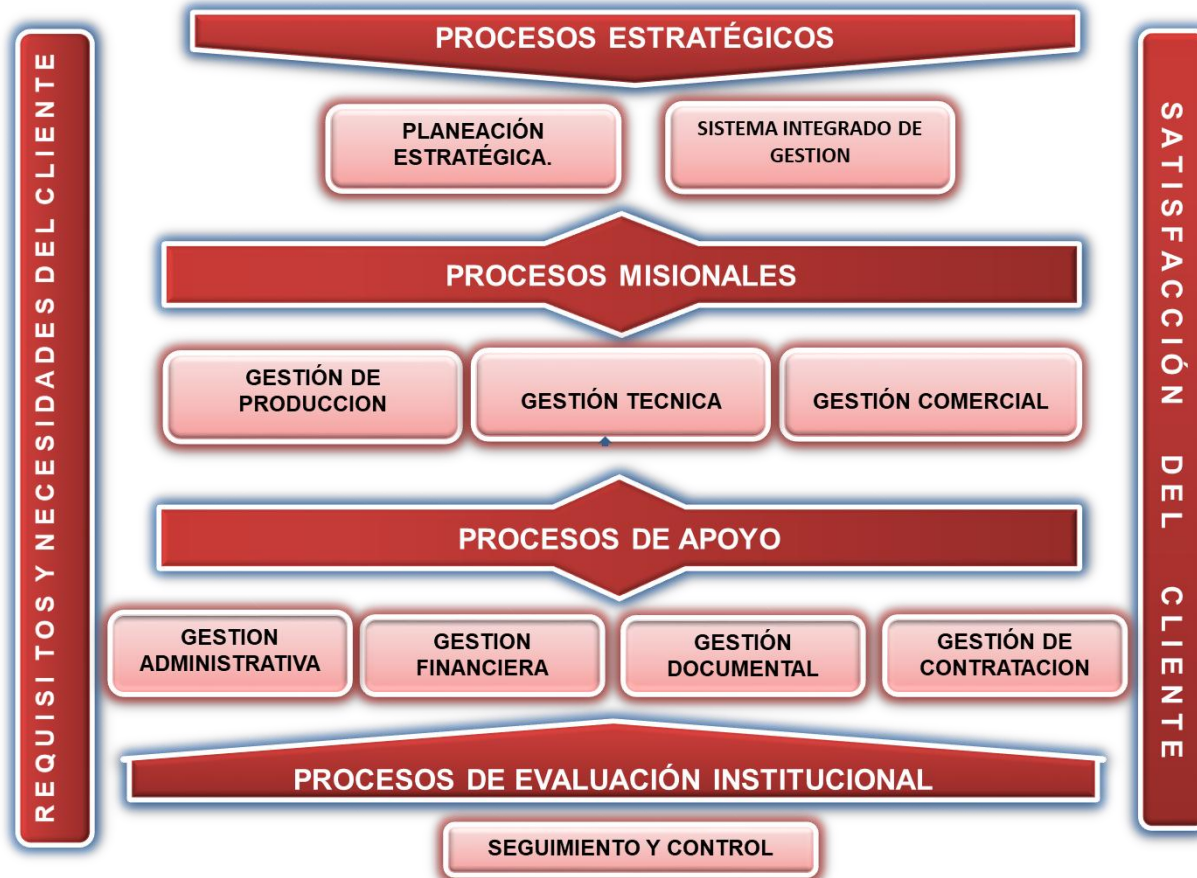 REQUISI TOS Y NECESIDADES DEL CLIENTE
PROCESOS ESTRATÉGICOS
PLANEACIÓN
ESTRATÉGICA.
SISTEMA INTEGRADO DE
GESTION
PROCESOS MISIONALES
GESTIÓN DE
PRODUCCION
GESTIÓN TECNICA
GESTIÓN COMERCIAL
PROCESOS DE APOYO
GESTION
ADMINISTRATIVA
GESTION
FINANCIERA
GESTIÓN
DOCUMENTAL
GESTIÓN DE
CONTRATACION
PROCESOS DE EVALUACIÓN INSTITUCIONAL
SEGUIMIENTO Y CONTROL
SATISFACCIÓN DEL CLIENTE